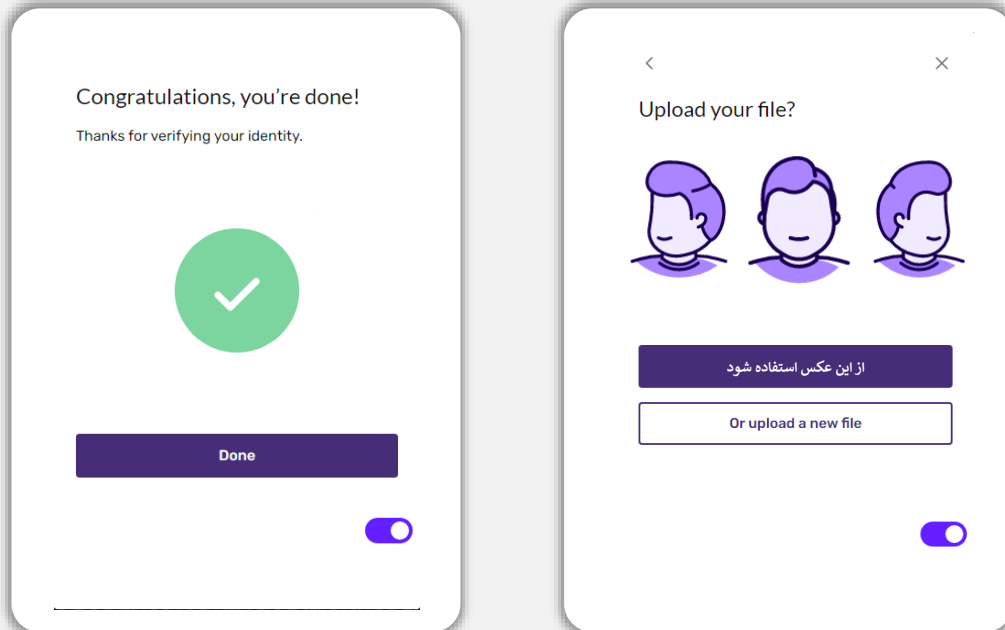 Congratulations, you’re done!
Thanks for verifying your identity.
Done
Upload your file?
از این عکس استفاده شود
Or upload a new file